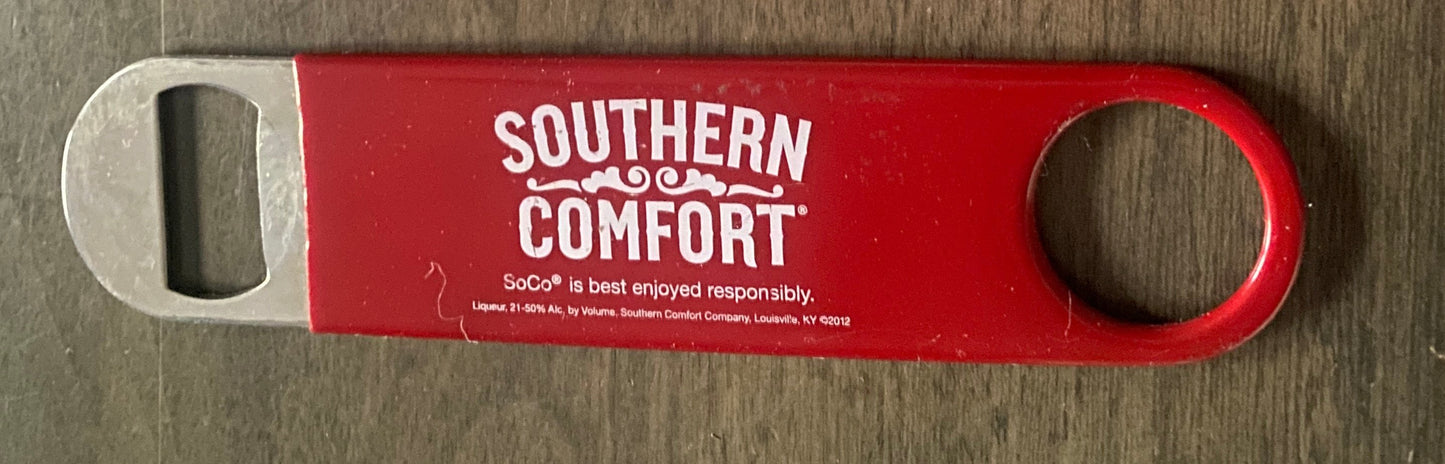 SOUTHERN
COMFORT®
SoCo® is best enjoyed responsibly.
Liqueur, 21-50% Alc. by Volume. Southern Comfort Company, Louisville, KY ©2012